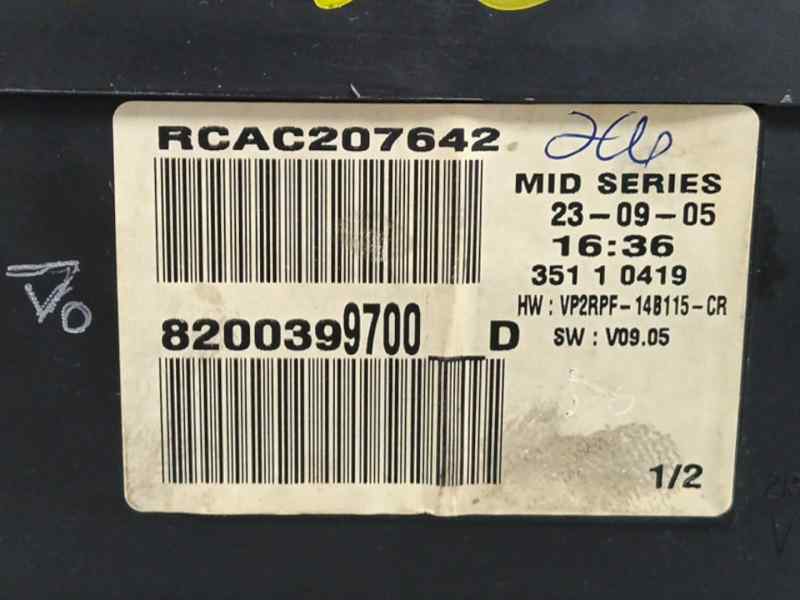 RCAC207642
MID SERIES
23-09-05
16:36
351 1 0419
HW : VP2RPF-14B115-CR
8200399700 D
SW : V09.05
1/2